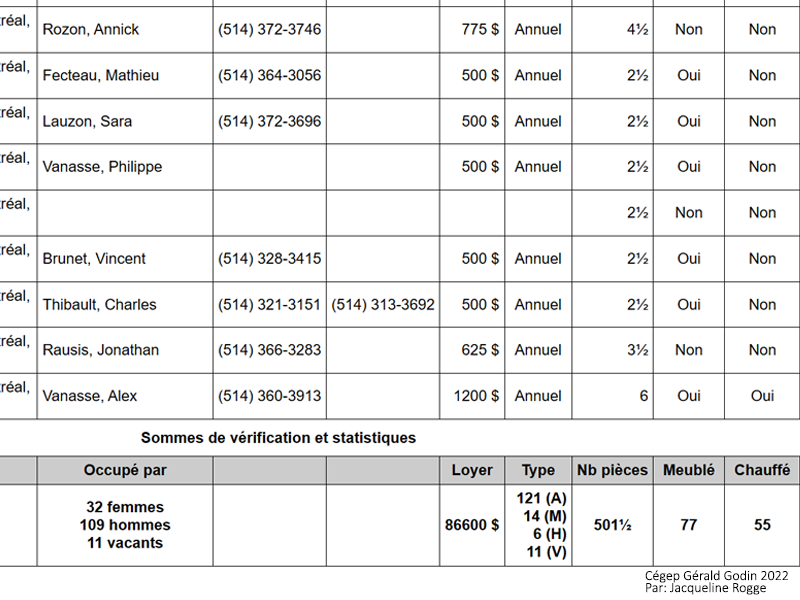 réal, Rozon, Annick (514) 372-3746 775 $ Annuel 4½ Non Non
réal, Fecteau, Mathieu (514) 364-3056 500 $ Annuel 2½ Oui Non
réal, Lauzon, Sara (514) 372-3696 500 $ Annuel 2½ Oui Non
réal, Vanasse, Philippe 500 $ Annuel 2½ Oui Non
réal, 2½ Non Non
réal, Brunet, Vincent (514) 328-3415 500 $ Annuel 2½ Oui Non
réal, Thibault, Charles (514) 321-3151 (514) 313-3692 500 $ Annuel 2½ Oui Non
réal, Rausis, Jonathan (514) 366-3283 625 $ Annuel 3½ Non Non
réal, Vanasse, Alex (514) 360-3913 1200 $ Annuel 6 Oui Oui
Sommes de vérification et statistiques
Occupé par Loyer Type Nb pièces Meublé Chauffé
32 femmes
109 hommes
11 vacants
86600 $
121 (A)
14 (M)
6 (H)
11 (V)
501½
77
55
Cégep Gérald Godin 2022
Par: Jacqueline Rogge